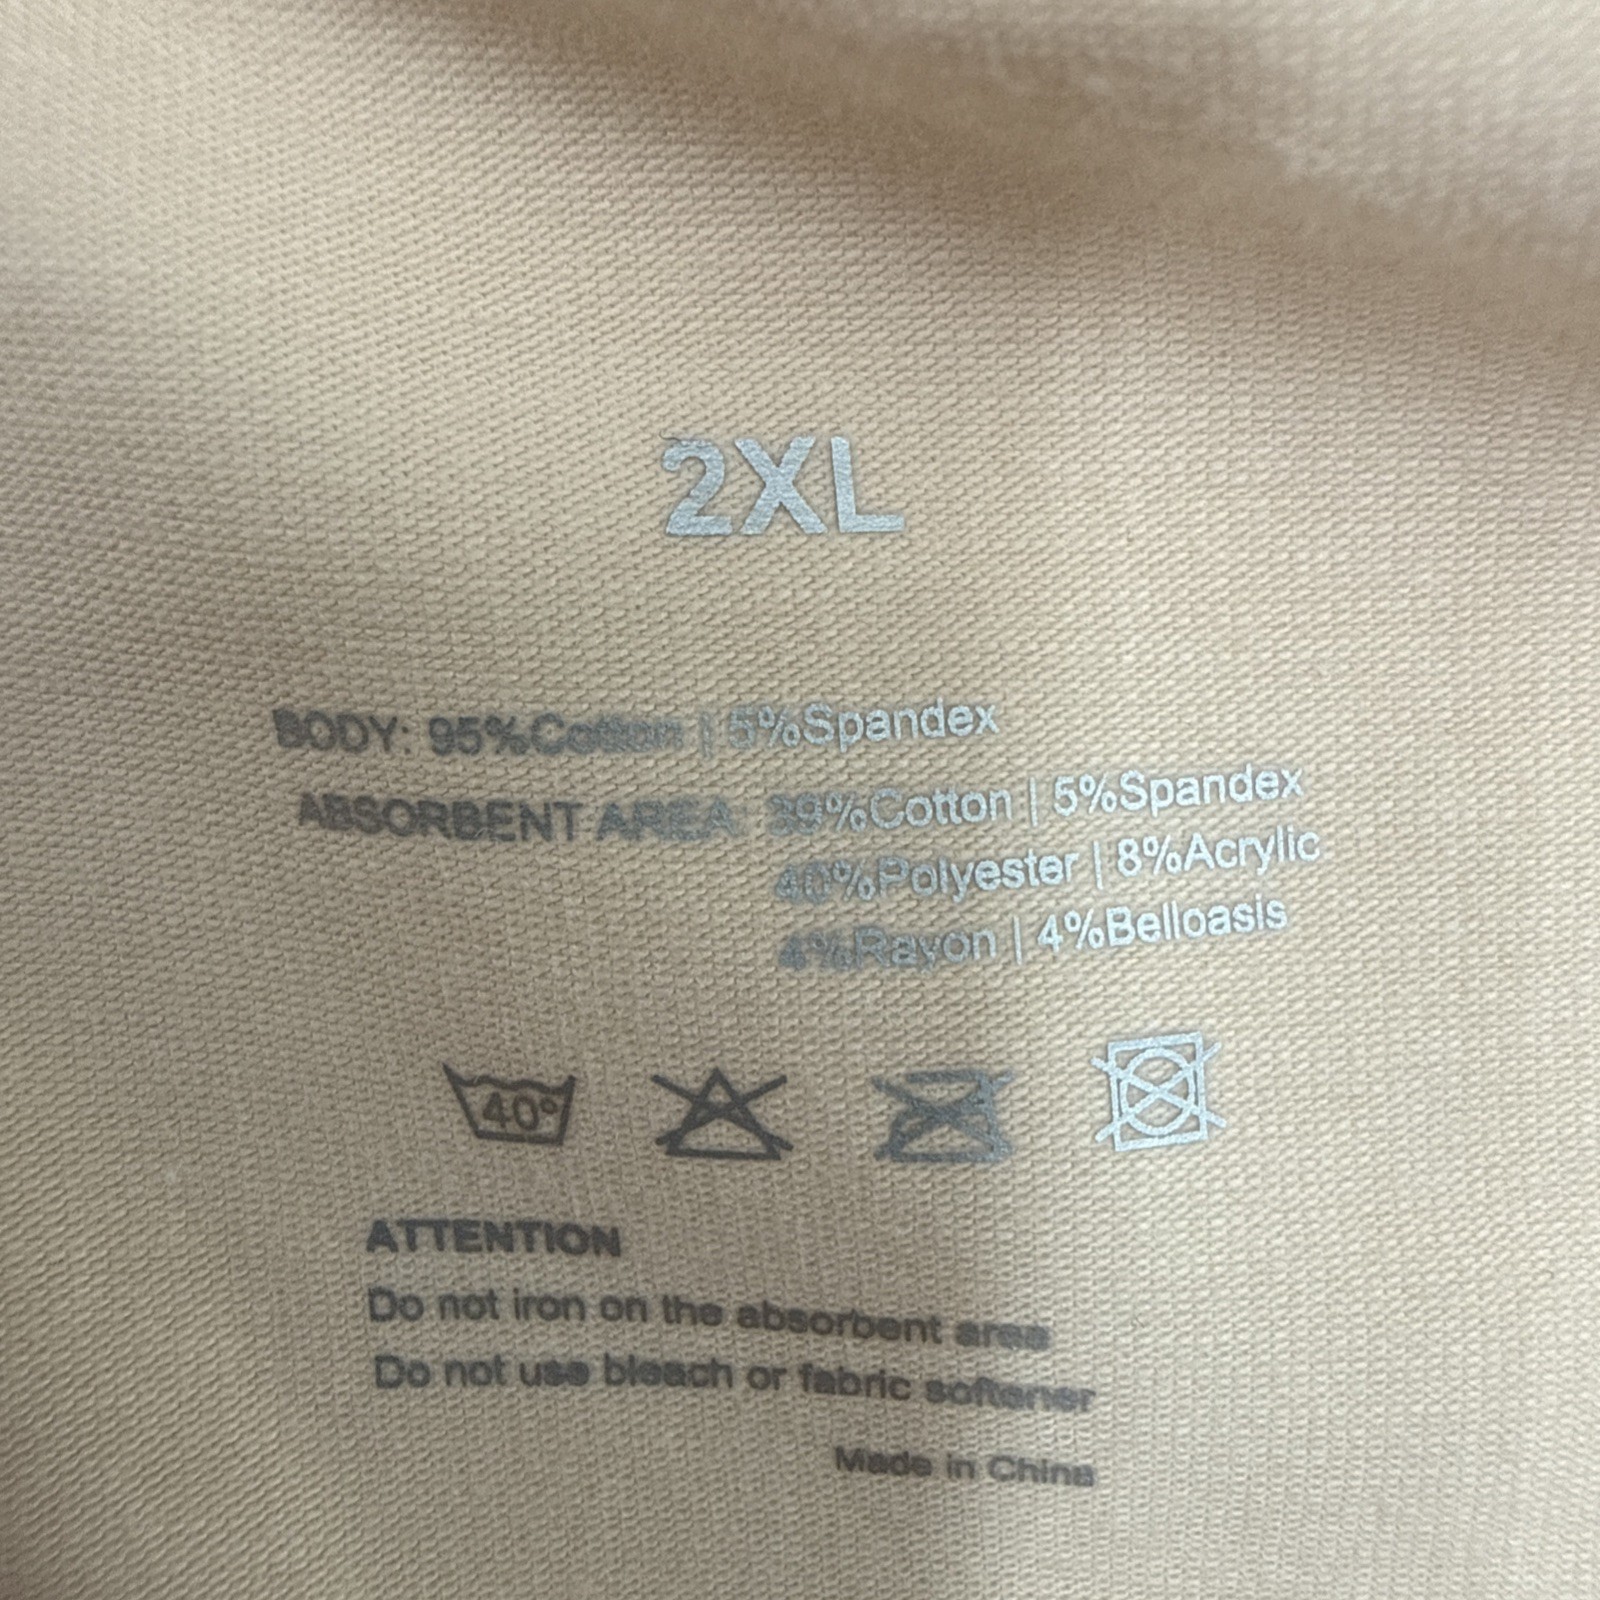 2XL
BODY: 95%Cotton | 5%Spandex
ABSORBENT AREA: 39%Cotton | 5%Spandex
40%Polyester | 8%Acrylic
4%Rayon | 4%Belloasis
40°
ATTENTION
Do not iron on the absorbent area
Do not use bleach or fabric softener
Made in China